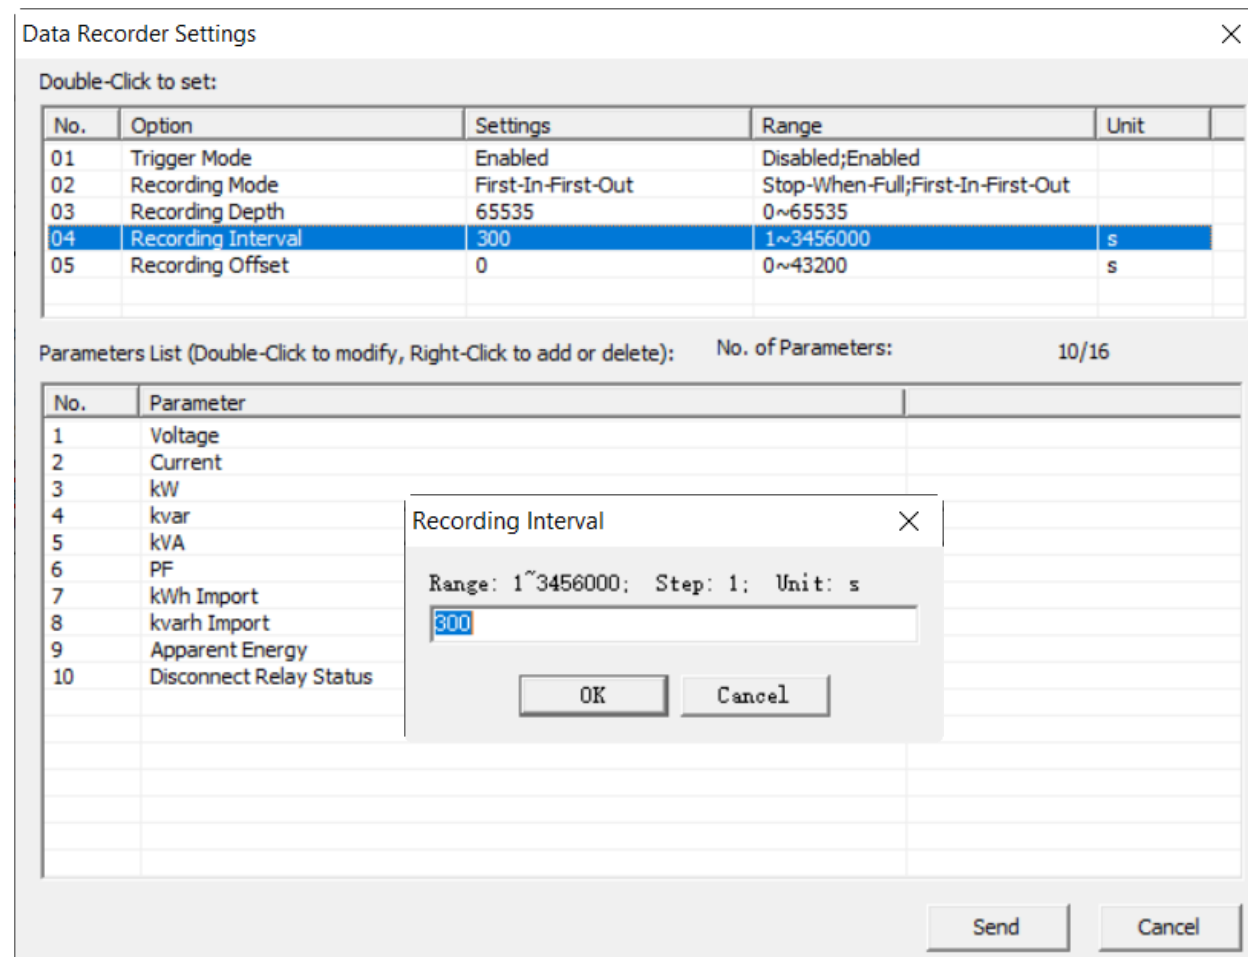 Data Recorder Settings
Double-Click to set:
No. Option Settings Range Unit
01 Trigger Mode Enabled Disabled;Enabled
02 Recording Mode First-In-First-Out Stop-When-Full;First-In-First-Out
03 Recording Depth 65535 0~65535
04 Recording Interval 300 1~3456000 s
05 Recording Offset 0 0~43200 s
Parameters List (Double-Click to modify, Right-Click to add or delete): No. of Parameters: 10/16
No. Parameter
1 Voltage
2 Current
3 kW
4 kvar
5 kVA
6 PF
7 kWh Import
8 kvarh Import
9 Apparent Energy
10 Disconnect Relay Status
Recording Interval
Range: 1~3456000; Step: 1; Unit: s
300
OK Cancel
Send Cancel